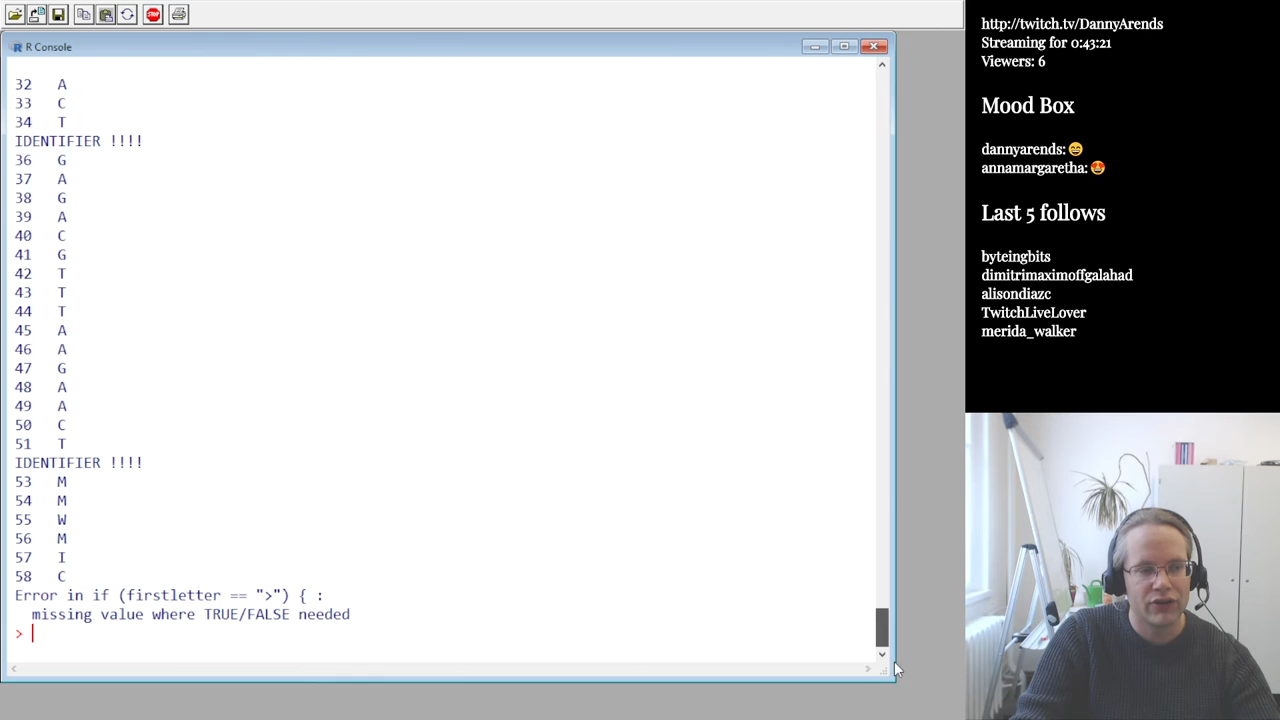 R Console
32 A
33 C
34 T
IDENTIFIER !!!!
36 G
37 A
38 G
39 A
40 C
41 G
42 T
43 T
44 T
45 A
46 A
47 G
48 A
49 A
50 C
51 T
IDENTIFIER !!!!
53 M
54 M
55 W
56 M
57 I
58 C
Error in if (firstletter == ">") { :
missing value where TRUE/FALSE needed
>
http://twitch.tv/DannyArends
Streaming for 0:43:21
Viewers: 6
Mood Box
dannyarends: 😄
annamargaretha: 😍
Last 5 follows
byteingbits
dimitrimaximoffgalahad
alisondiazc
TwitchLiveLover
merida_walker